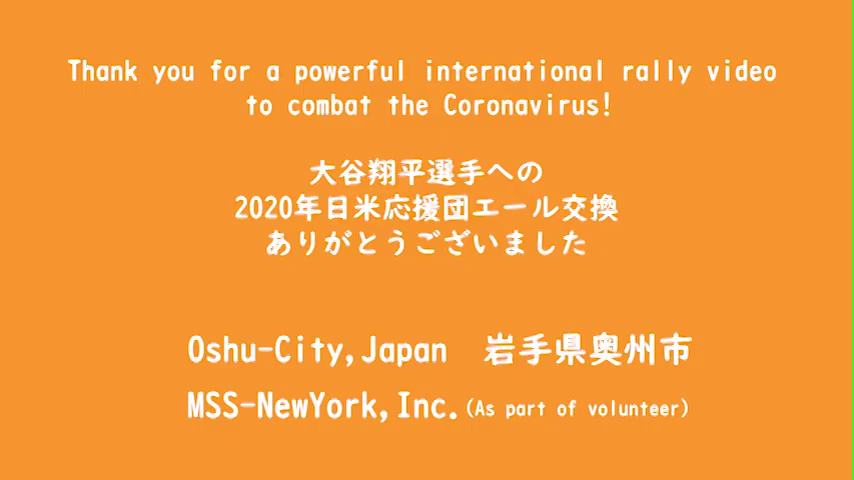 Thank you for a powerful international rally video
to combat the Coronavirus!
大谷翔平選手への
2020年日米応援団エール交換
ありがとうございました
Oshu-City,Japan　岩手県奥州市
MSS-NewYork,Inc.(As part of volunteer)